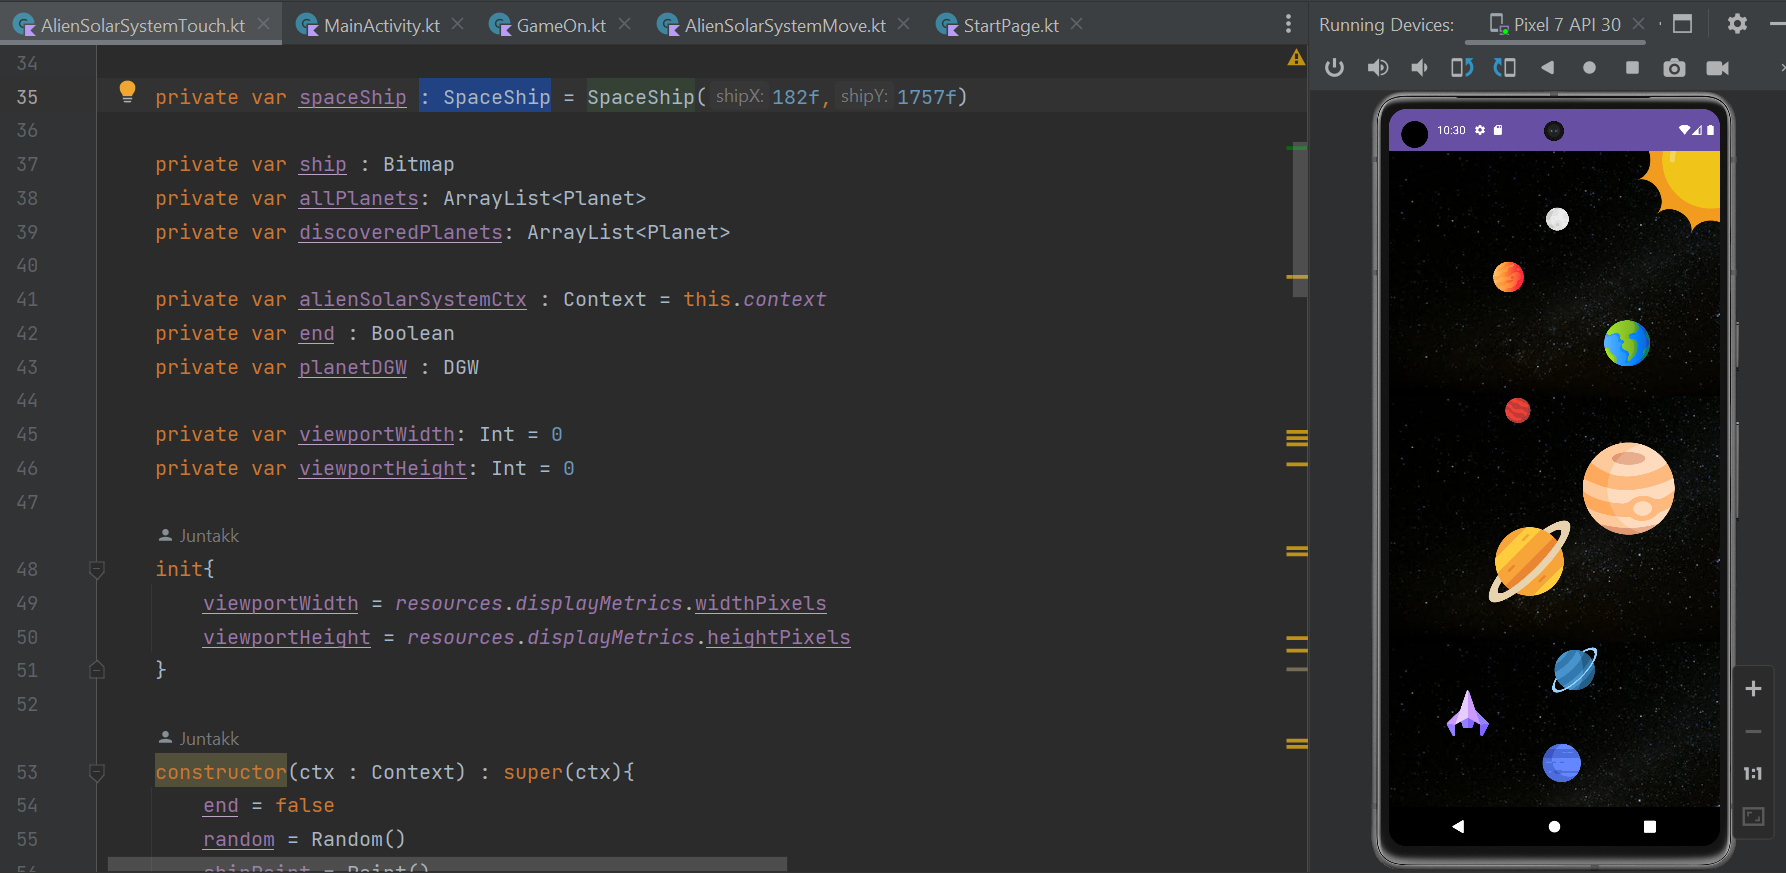 AlienSolarSystemTouch.kt MainActivity.kt GameOn.kt AlienSolarSystemMove.kt StartPage.kt Running Devices: Pixel 7 API 30
34
35 private var spaceShip : SpaceShip = SpaceShip( shipX: 182f, shipY: 1757f)
36
37 private var ship : Bitmap
38 private var allPlanets: ArrayList<Planet>
39 private var discoveredPlanets: ArrayList<Planet>
40
41 private var alienSolarSystemCtx : Context = this.context
42 private var end : Boolean
43 private var planetDGW : DGW
44
45 private var viewportWidth: Int = 0
46 private var viewportHeight: Int = 0
47
Juntakk
48 init{
49 viewportWidth = resources.displayMetrics.widthPixels
50 viewportHeight = resources.displayMetrics.heightPixels
51 }
52
Juntakk
53 constructor(ctx : Context) : super(ctx){
54 end = false
55 random = Random()
56 shipPoint = Point()
10:30
1:1